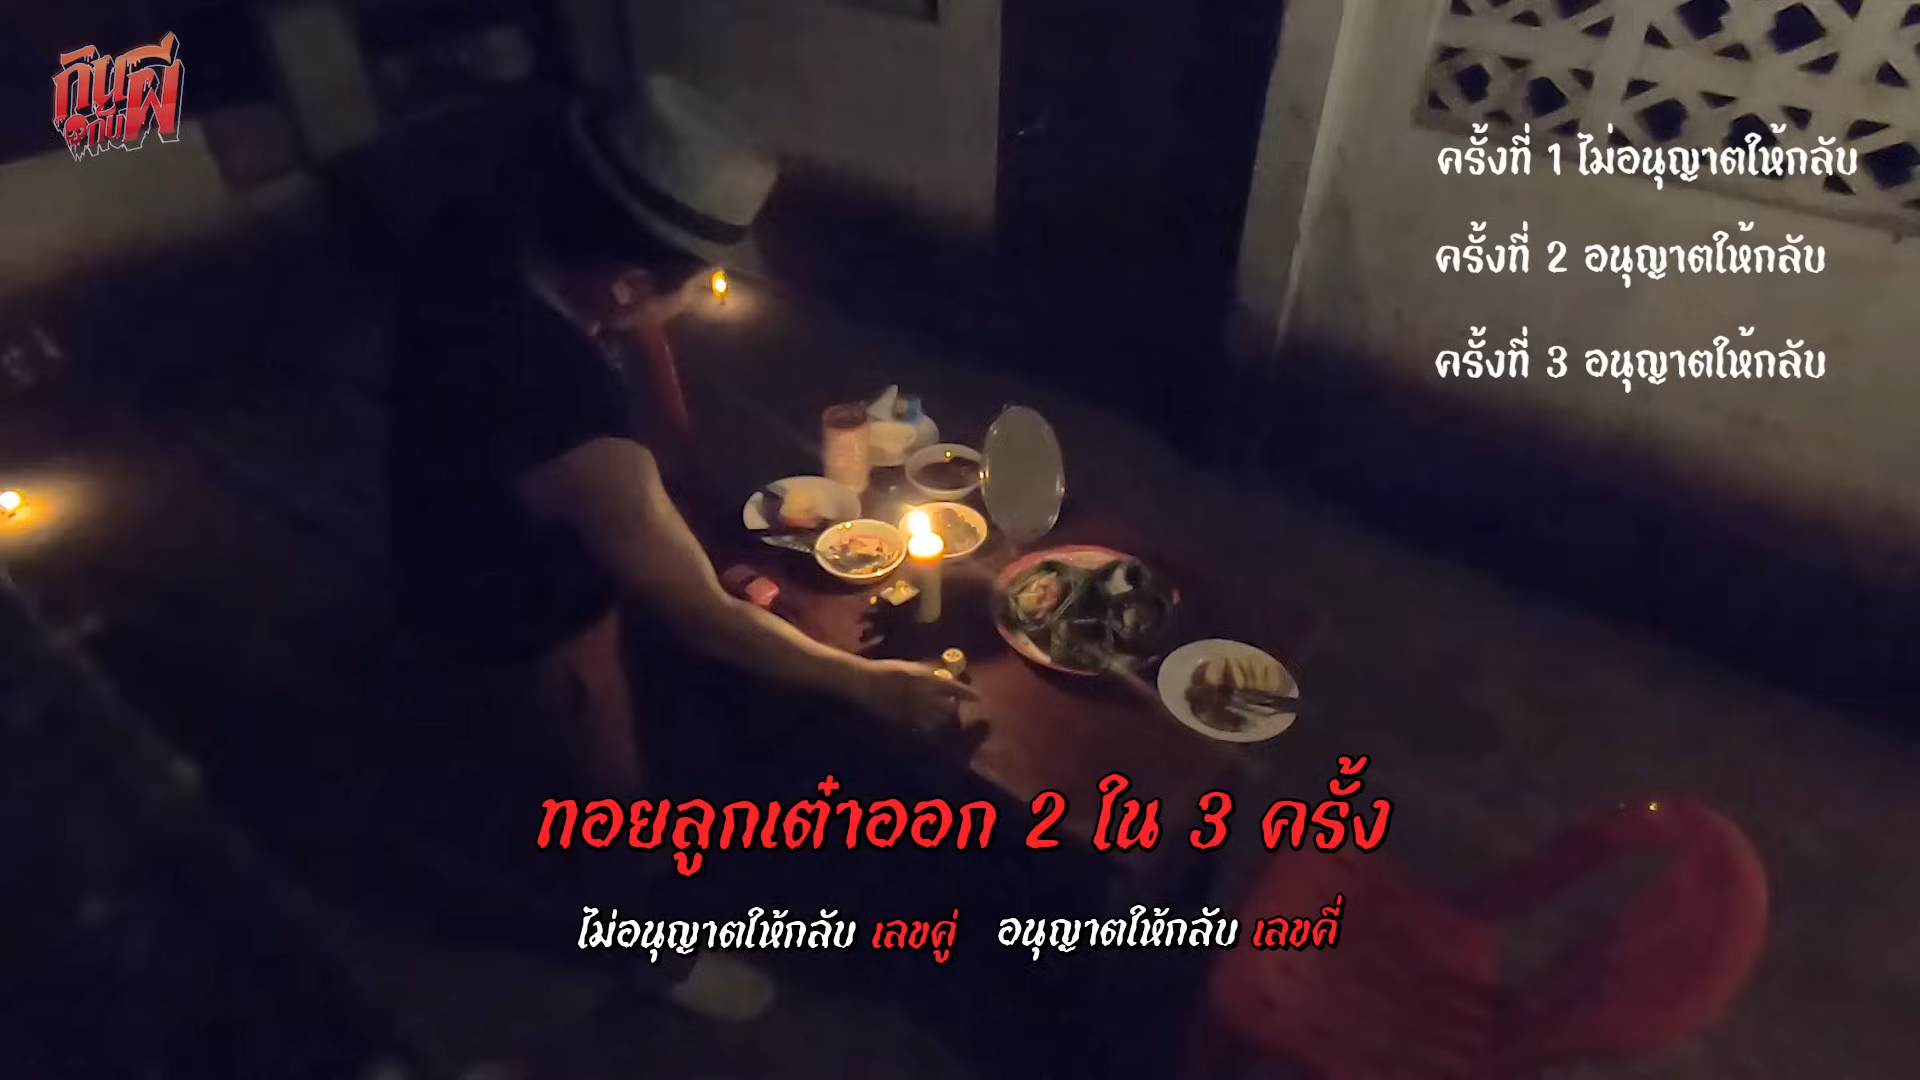 กินกับผี
ครั้งที่ 1 ไม่อนุญาตให้กลับ
ครั้งที่ 2 อนุญาตให้กลับ
ครั้งที่ 3 อนุญาตให้กลับ
ทอยลูกเต๋าออก 2 ใน 3 ครั้ง
ไม่อนุญาตให้กลับ เลขคู่ อนุญาตให้กลับ เลขคี่